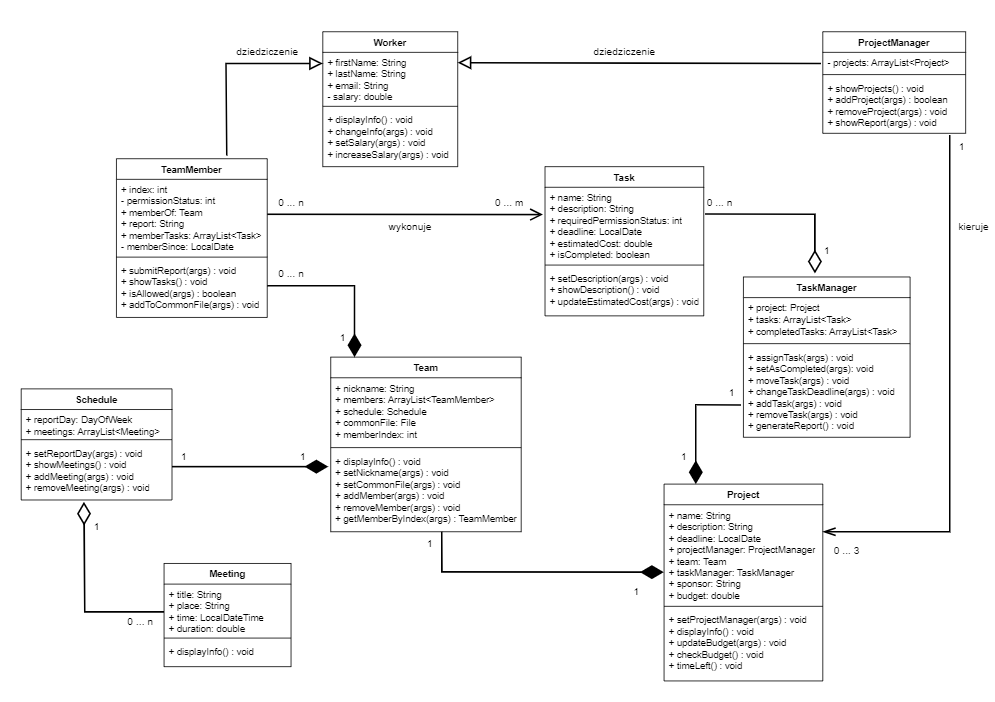 dziedziczenie
Worker
+ firstName: String
+ lastName: String
+ email: String
- salary: double
+ displayInfo() : void
+ changeInfo(args) : void
+ setSalary(args) : void
+ increaseSalary(args) : void
dziedziczenie
ProjectManager
- projects: ArrayList<Project>
+ showProjects() : void
+ addProject(args) : boolean
+ removeProject(args) : void
+ showReport(args) : void
1
kieruje
0 ... 3
TeamMember
+ index: int
- permissionStatus: int
+ memberOf: Team
+ report: String
+ memberTasks: ArrayList<Task>
- memberSince: LocalDate
+ submitReport(args) : void
+ showTasks() : void
+ isAllowed(args) : boolean
+ addToCommonFile(args) : void
0 ... n
wykonuje
0 ... m
0 ... n
1
Task
+ name: String
+ description: String
+ requiredPermissionStatus: int
+ deadline: LocalDate
+ estimatedCost: double
+ isCompleted: boolean
+ setDescription(args) : void
+ showDescription() : void
+ updateEstimatedCost(args) : void
0 ... n
1
TaskManager
+ project: Project
+ tasks: ArrayList<Task>
+ completedTasks: ArrayList<Task>
+ assignTask(args) : void
+ setAsCompleted(args): void
+ moveTask(args) : void
+ changeTaskDeadline(args) : void
+ addTask(args) : void
+ removeTask(args) : void
+ generateReport() : void
1
1
Team
+ nickname: String
+ members: ArrayList<TeamMember>
+ schedule: Schedule
+ commonFile: File
+ memberIndex: int
+ displayInfo() : void
+ setNickname(args) : void
+ setCommonFile(args) : void
+ addMember(args) : void
+ removeMember(args) : void
+ getMemberByIndex(args) : TeamMember
1
1
Schedule
+ reportDay: DayOfWeek
+ meetings: ArrayList<Meeting>
+ setReportDay(args) : void
+ showMeetings() : void
+ addMeeting(args) : void
+ removeMeeting(args) : void
1
1
1
0 ... n
Meeting
+ title: String
+ place: String
+ time: LocalDateTime
+ duration: double
+ displayInfo() : void
Project
+ name: String
+ description: String
+ deadline: LocalDate
+ projectManager: ProjectManager
+ team: Team
+ taskManager: TaskManager
+ sponsor: String
+ budget: double
+ setProjectManager(args) : void
+ displayInfo() : void
+ updateBudget(args) : void
+ checkBudget() : void
+ timeLeft() : void